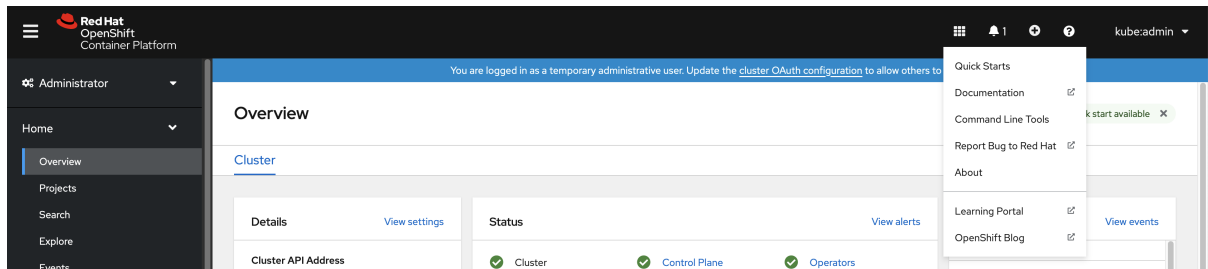 Red Hat
OpenShift
Container Platform
1
kube:admin
Administrator
You are logged in as a temporary administrative user. Update the cluster OAuth configuration to allow others to
Quick Starts
Documentation
Command Line Tools
Report Bug to Red Hat
About
Learning Portal
OpenShift Blog
Home
Overview
Projects
Search
Explore
Events
Overview
start available
Cluster
Details
View settings
Status
View alerts
View events
Cluster API Address
Cluster
Control Plane
Operators